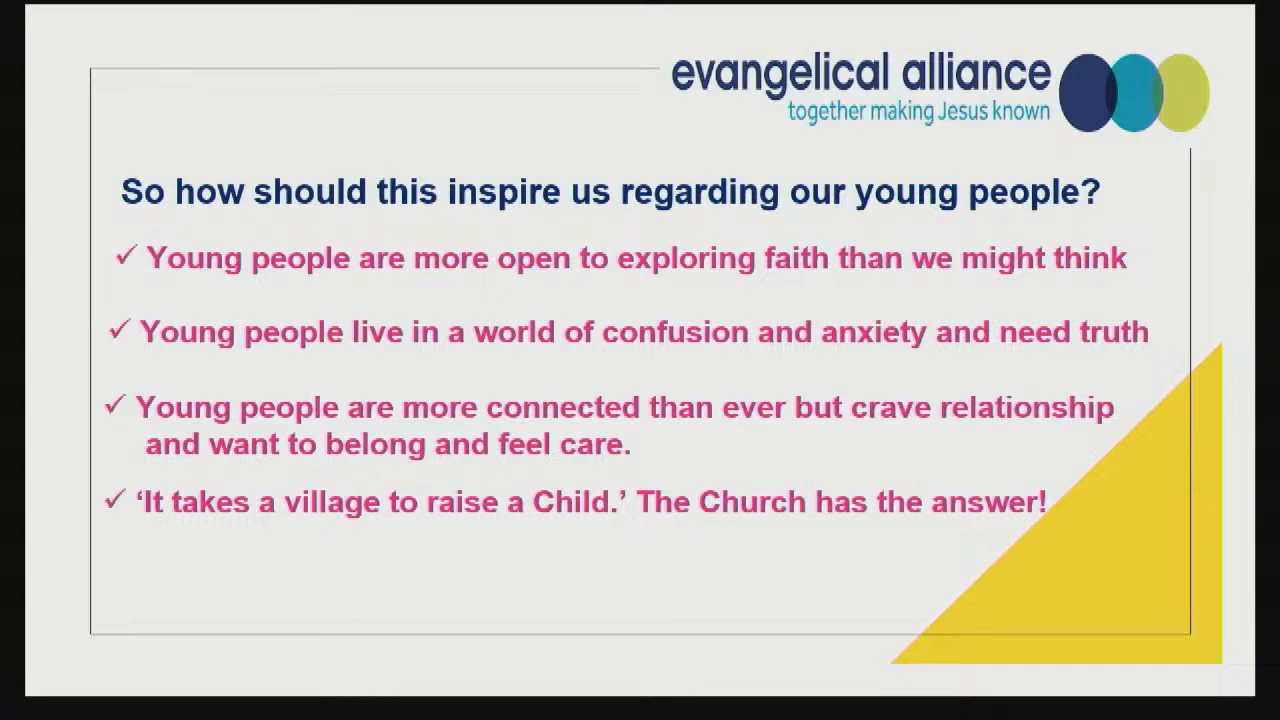 evangelical alliance
together making Jesus known
So how should this inspire us regarding our young people?
✓ Young people are more open to exploring faith than we might think
✓ Young people live in a world of confusion and anxiety and need truth
✓ Young people are more connected than ever but crave relationship
and want to belong and feel care.
✓ ‘It takes a village to raise a Child.’ The Church has the answer!